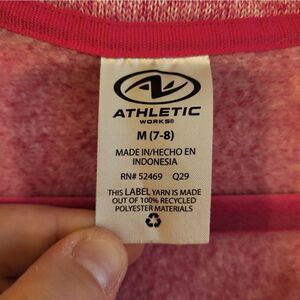 ATHLETIC
WORKS®
M (7-8)
MADE IN/HECHO EN
INDONESIA
RN# 52469 Q29
THIS LABEL YARN IS MADE
OUT OF 100% RECYCLED
POLYESTER MATERIALS